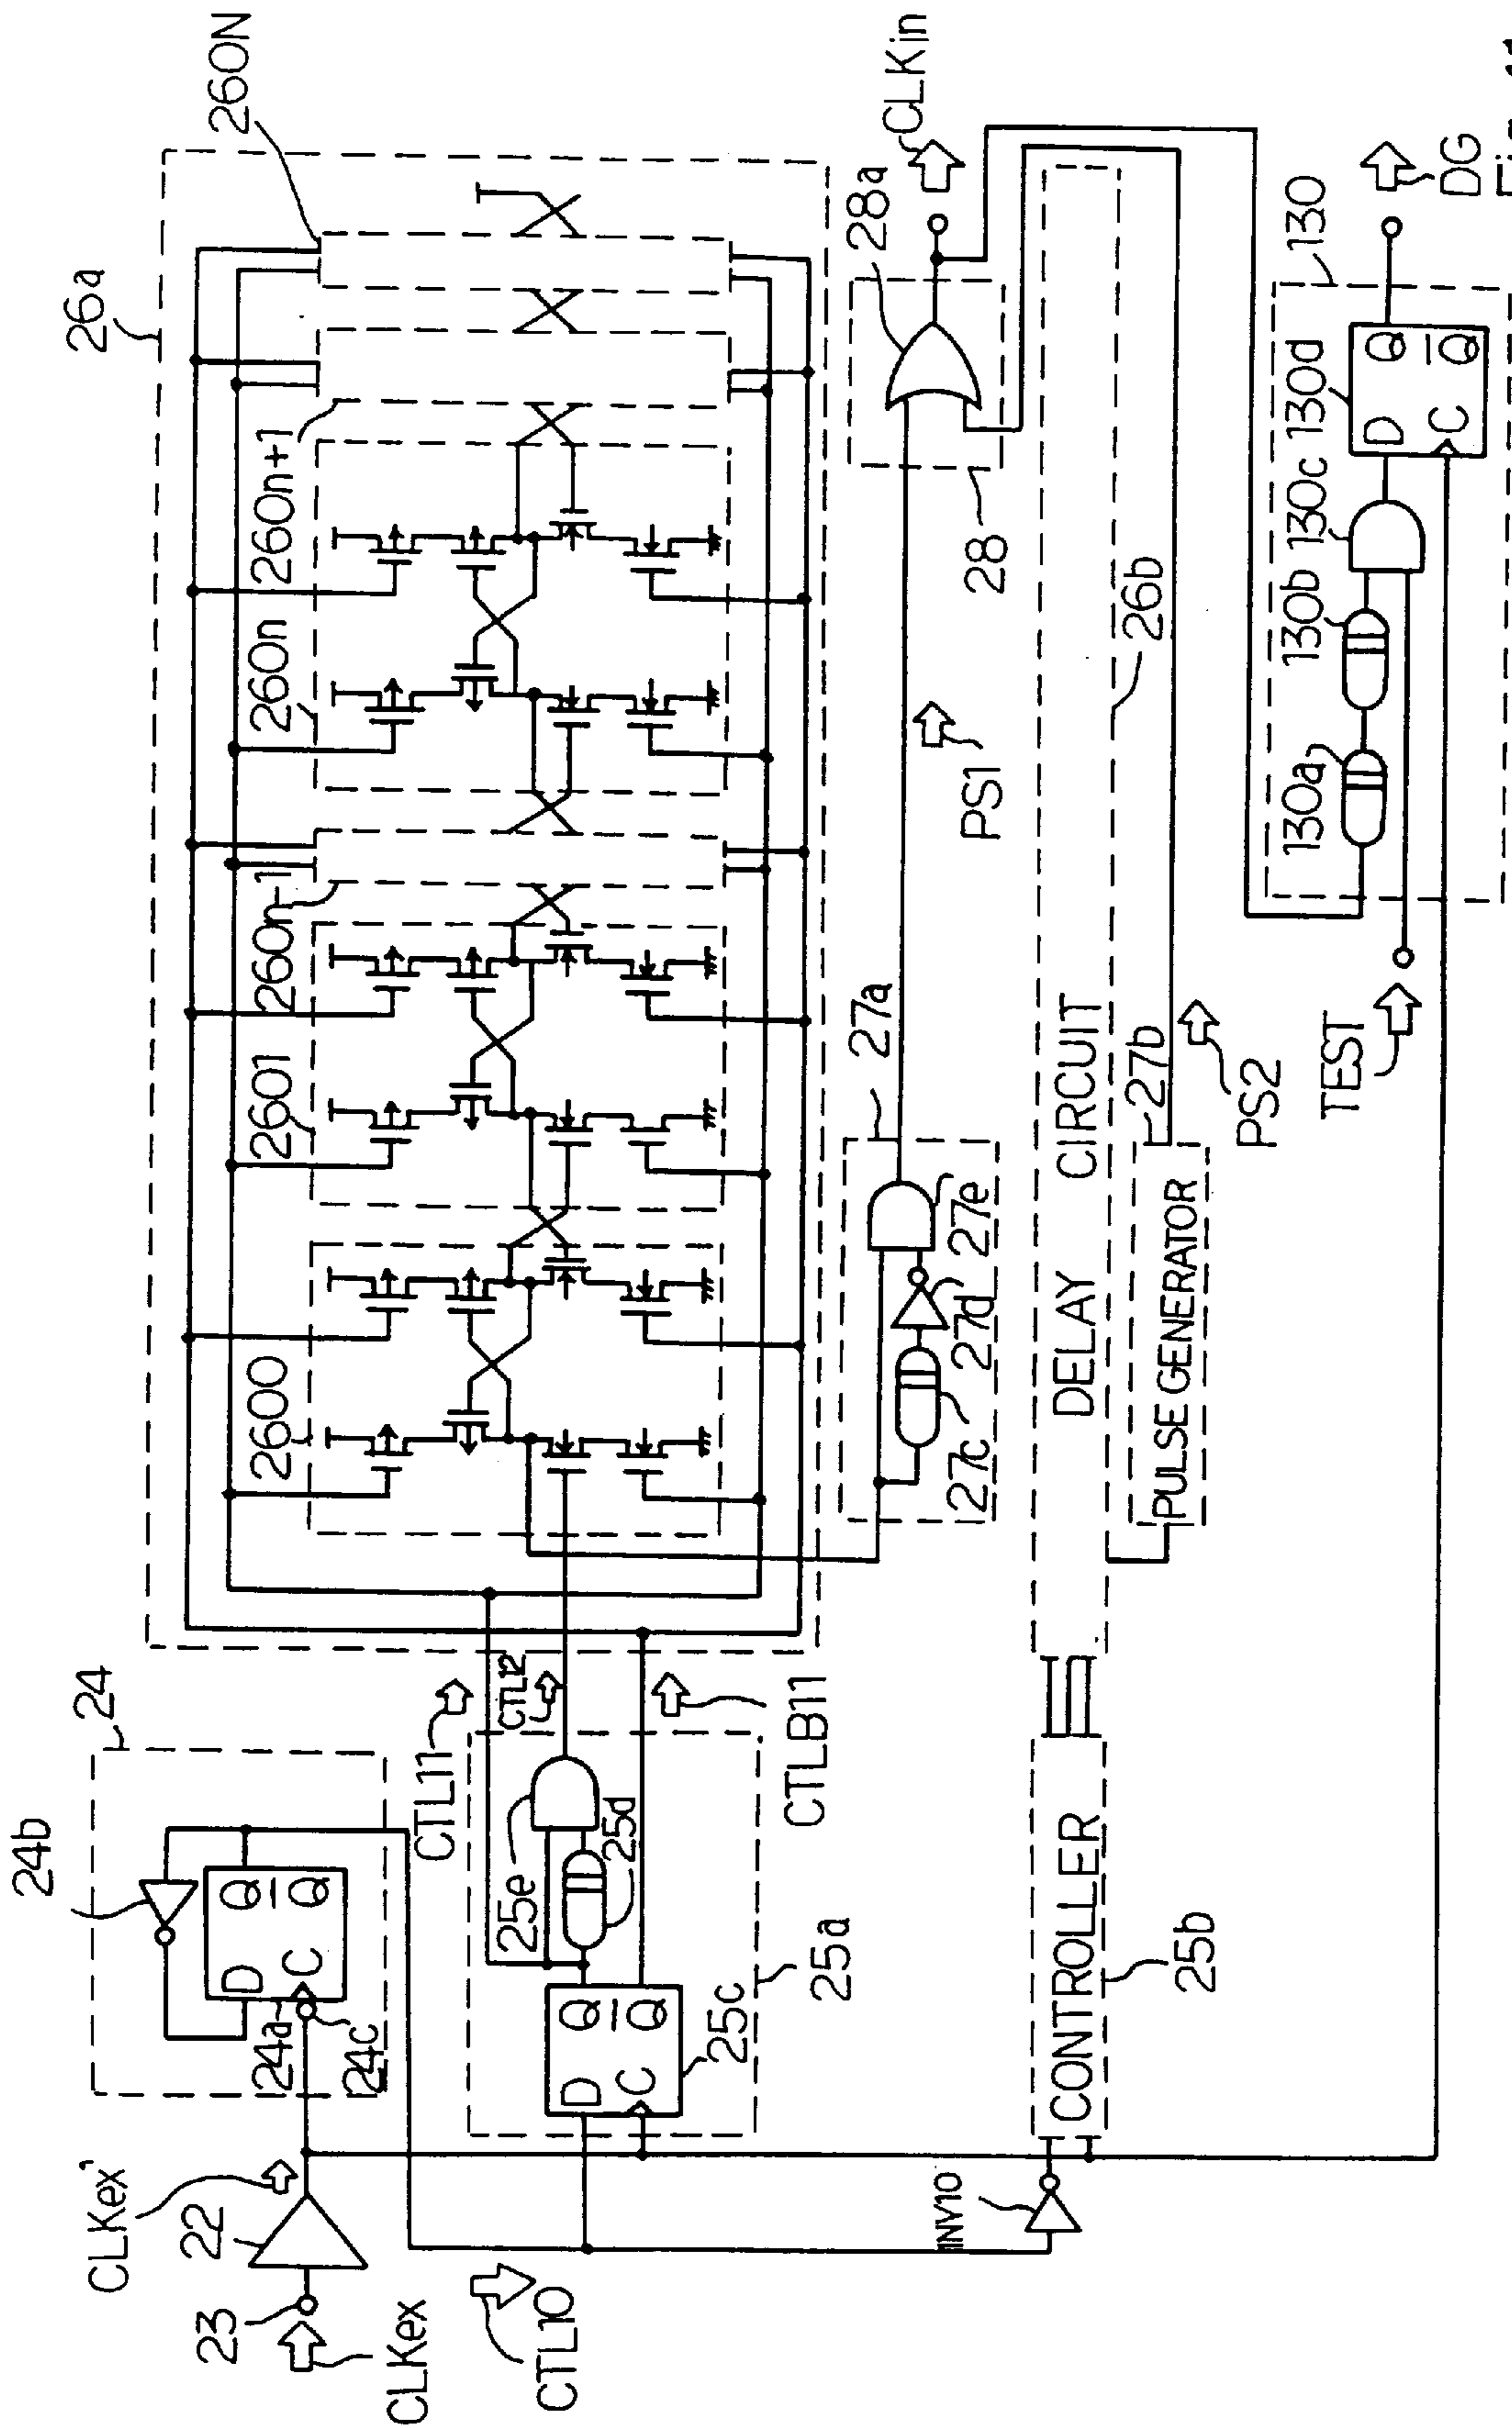 CLKex
23
22
CLKex'
24
24b
24a
24c
D
Q
C
Q
CTL10
INV10
25a
25c
D
Q
C
Q
25d
25e
CTL11
CTL12
CTLB11
CONTROLLER
25b
26a
2600
2601
260n-1
260n
260n+1
260N
27a
27c
27d
27e
PS1
28
28a
CLKin
DELAY CIRCUIT
26b
PULSE GENERATOR
27b
PS2
TEST
130
130a
130b
130c
130d
D
Q
C
Q
DG